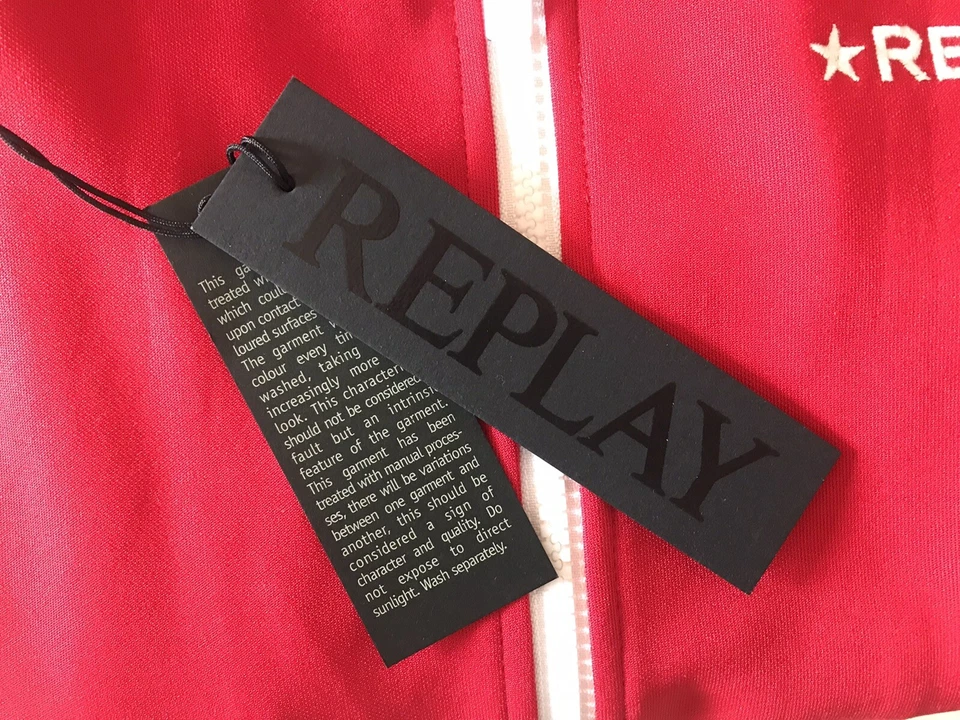 ★RE
REPLAY
This ga
treated w
which coul
upon contact
loured surfaces
The garment
colour every tim
washed, taking
increasingly more
look. This character
should not be considered
fault but an intrinsic
feature of the garment.
This garment has been
treated with manual proces-
ses, there will be variations
between one garment and
another, this should be
considered a sign of
character and quality. Do
not expose to direct
sunlight. Wash separately.